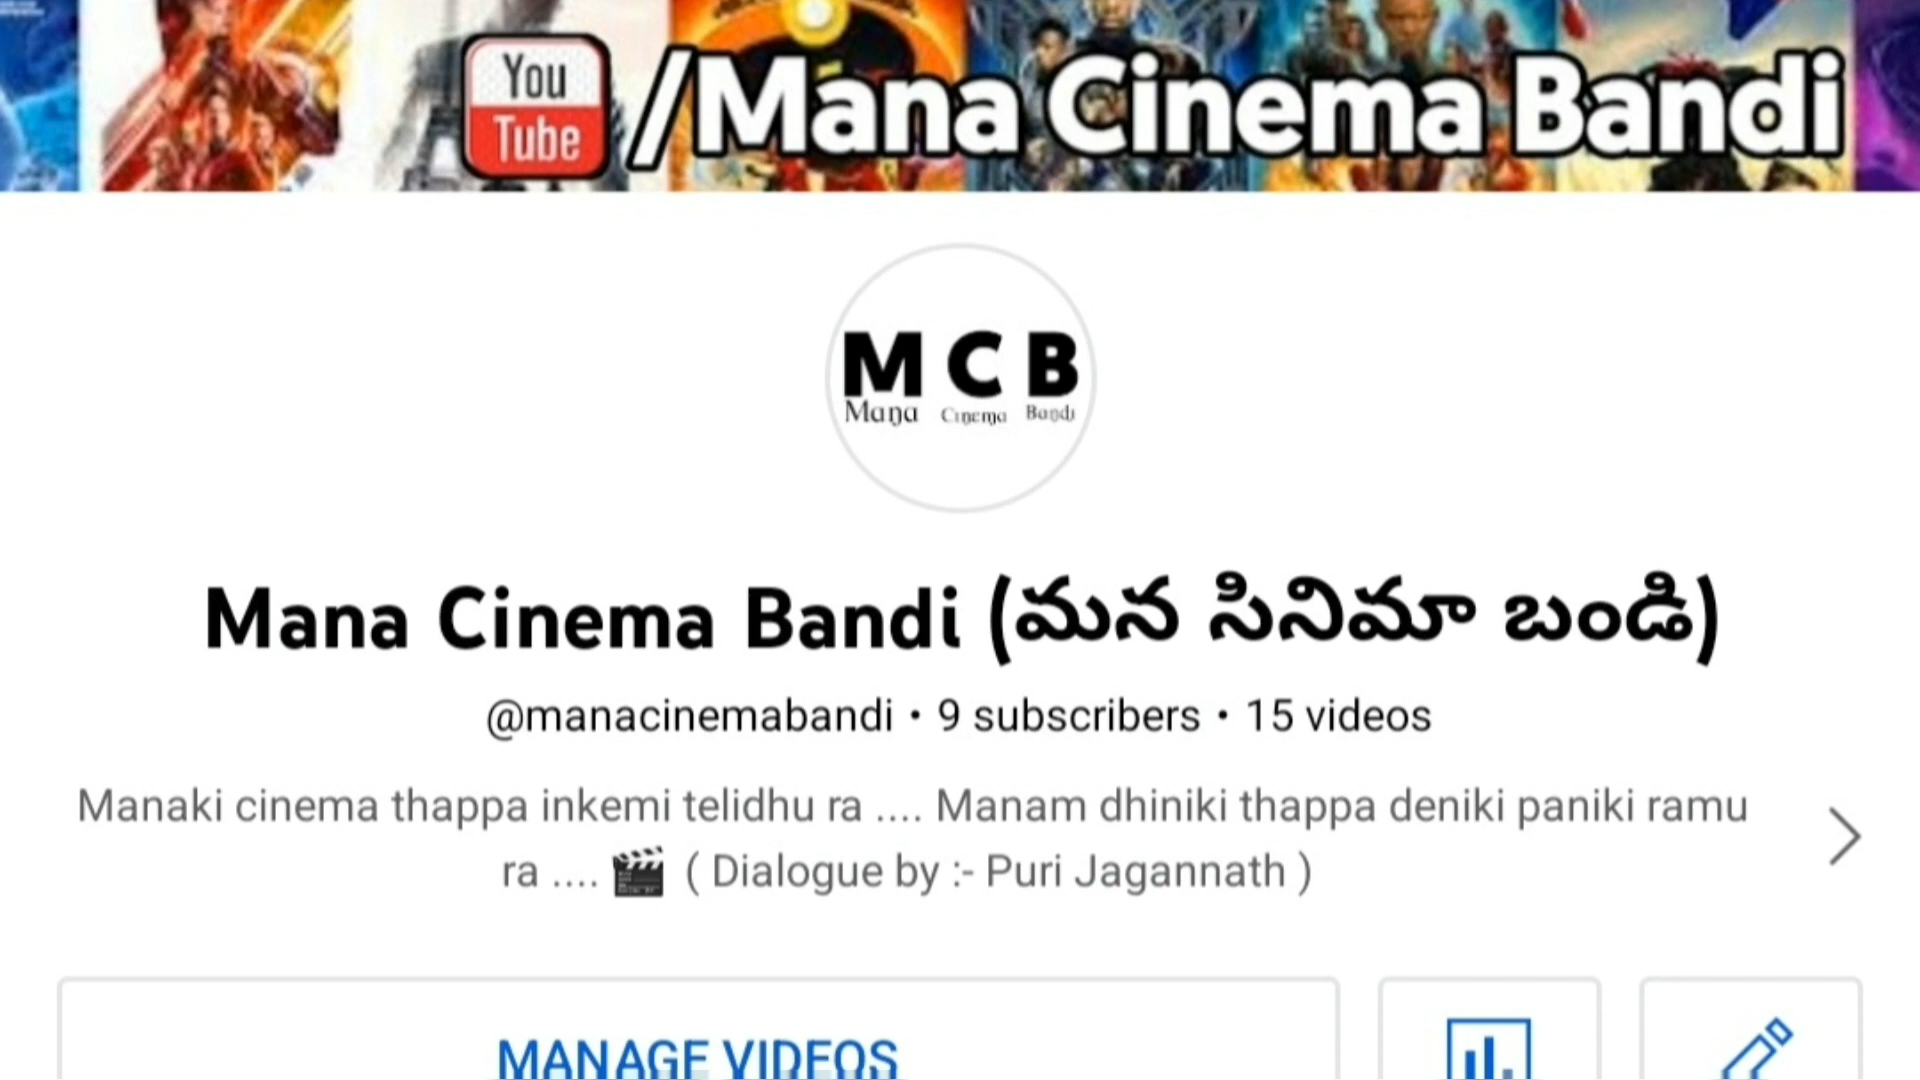 You
Tube
/Mana Cinema Bandi
M C B
Mana Cinema Bandi
Mana Cinema Bandi (మన సినిమా బండి)
@manacinemabandi • 9 subscribers • 15 videos
Manaki cinema thappa inkemi telidhu ra .... Manam dhiniki thappa deniki paniki ramu
ra .... 🎬 ( Dialogue by :- Puri Jagannath )
MANAGE VIDEOS